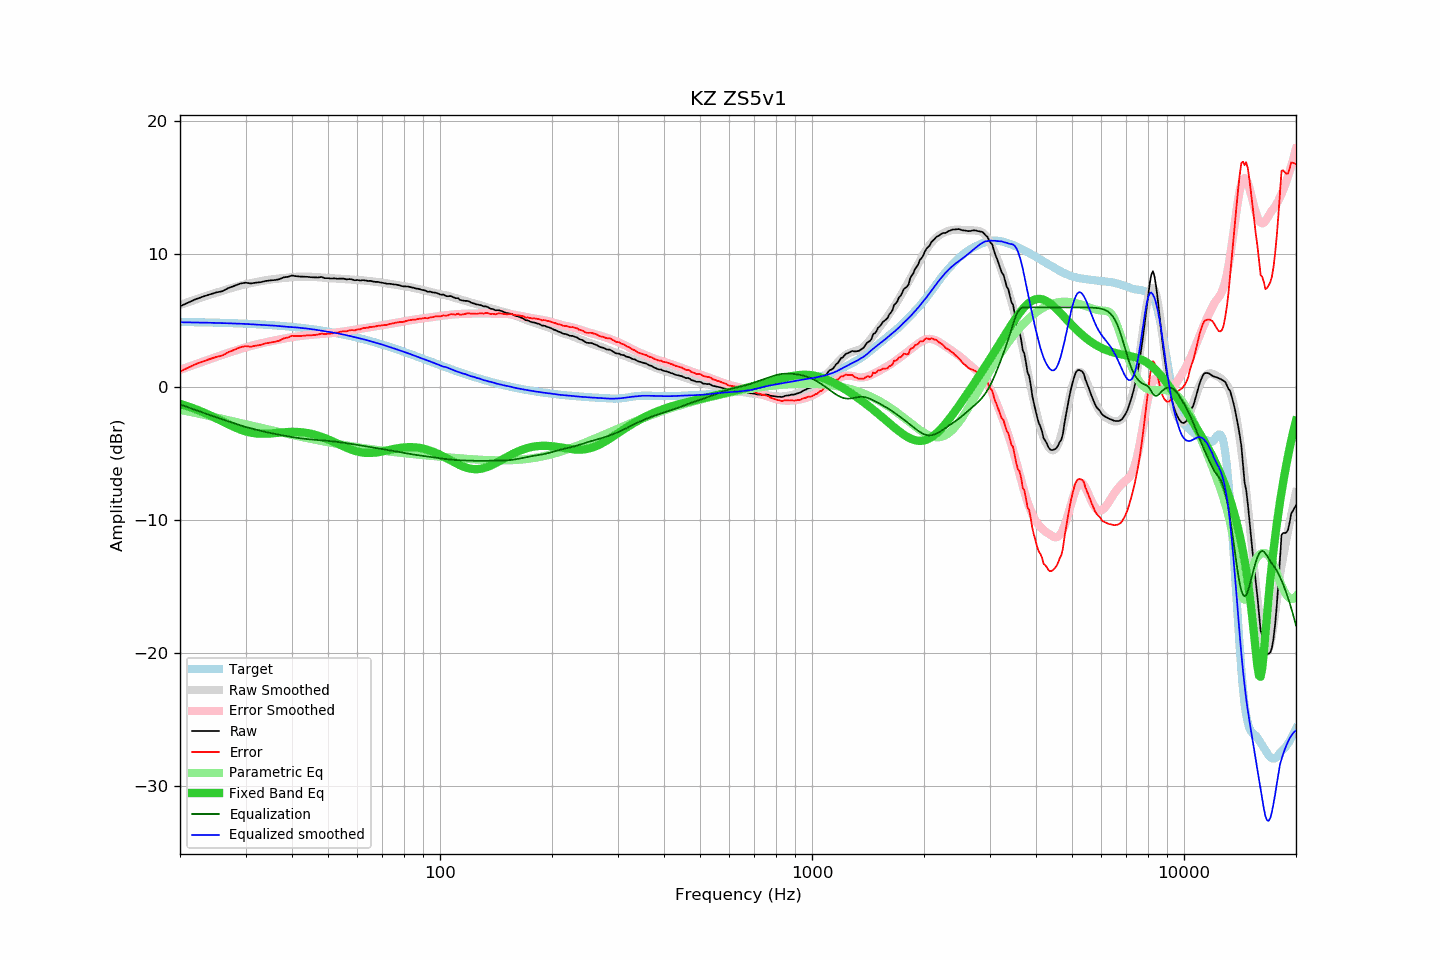 KZ ZS5v1
20
10
0
−10
−20
−30
Amplitude (dBr)
Target
Raw Smoothed
Error Smoothed
Raw
Error
Parametric Eq
Fixed Band Eq
Equalization
Equalized smoothed
100
1000
10000
Frequency (Hz)